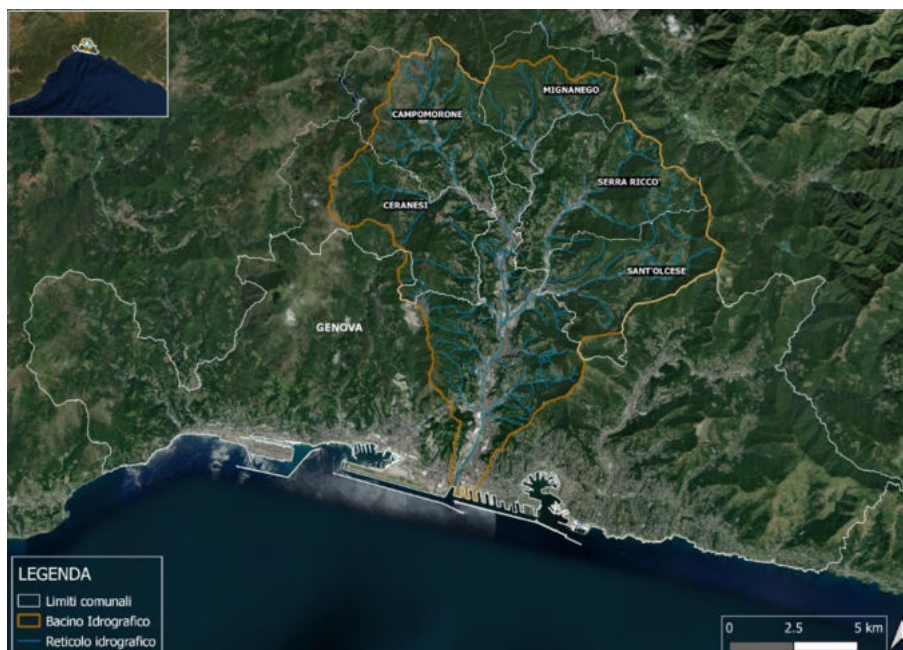 MIGNANEGO
CAMPOMORONE
SERRA RICCO'
CERANESI
SANT'OLCESE
GENOVA
LEGENDA
Limiti comunali
Bacino Idrografico
Reticolo idrografico
0 2.5 5 km